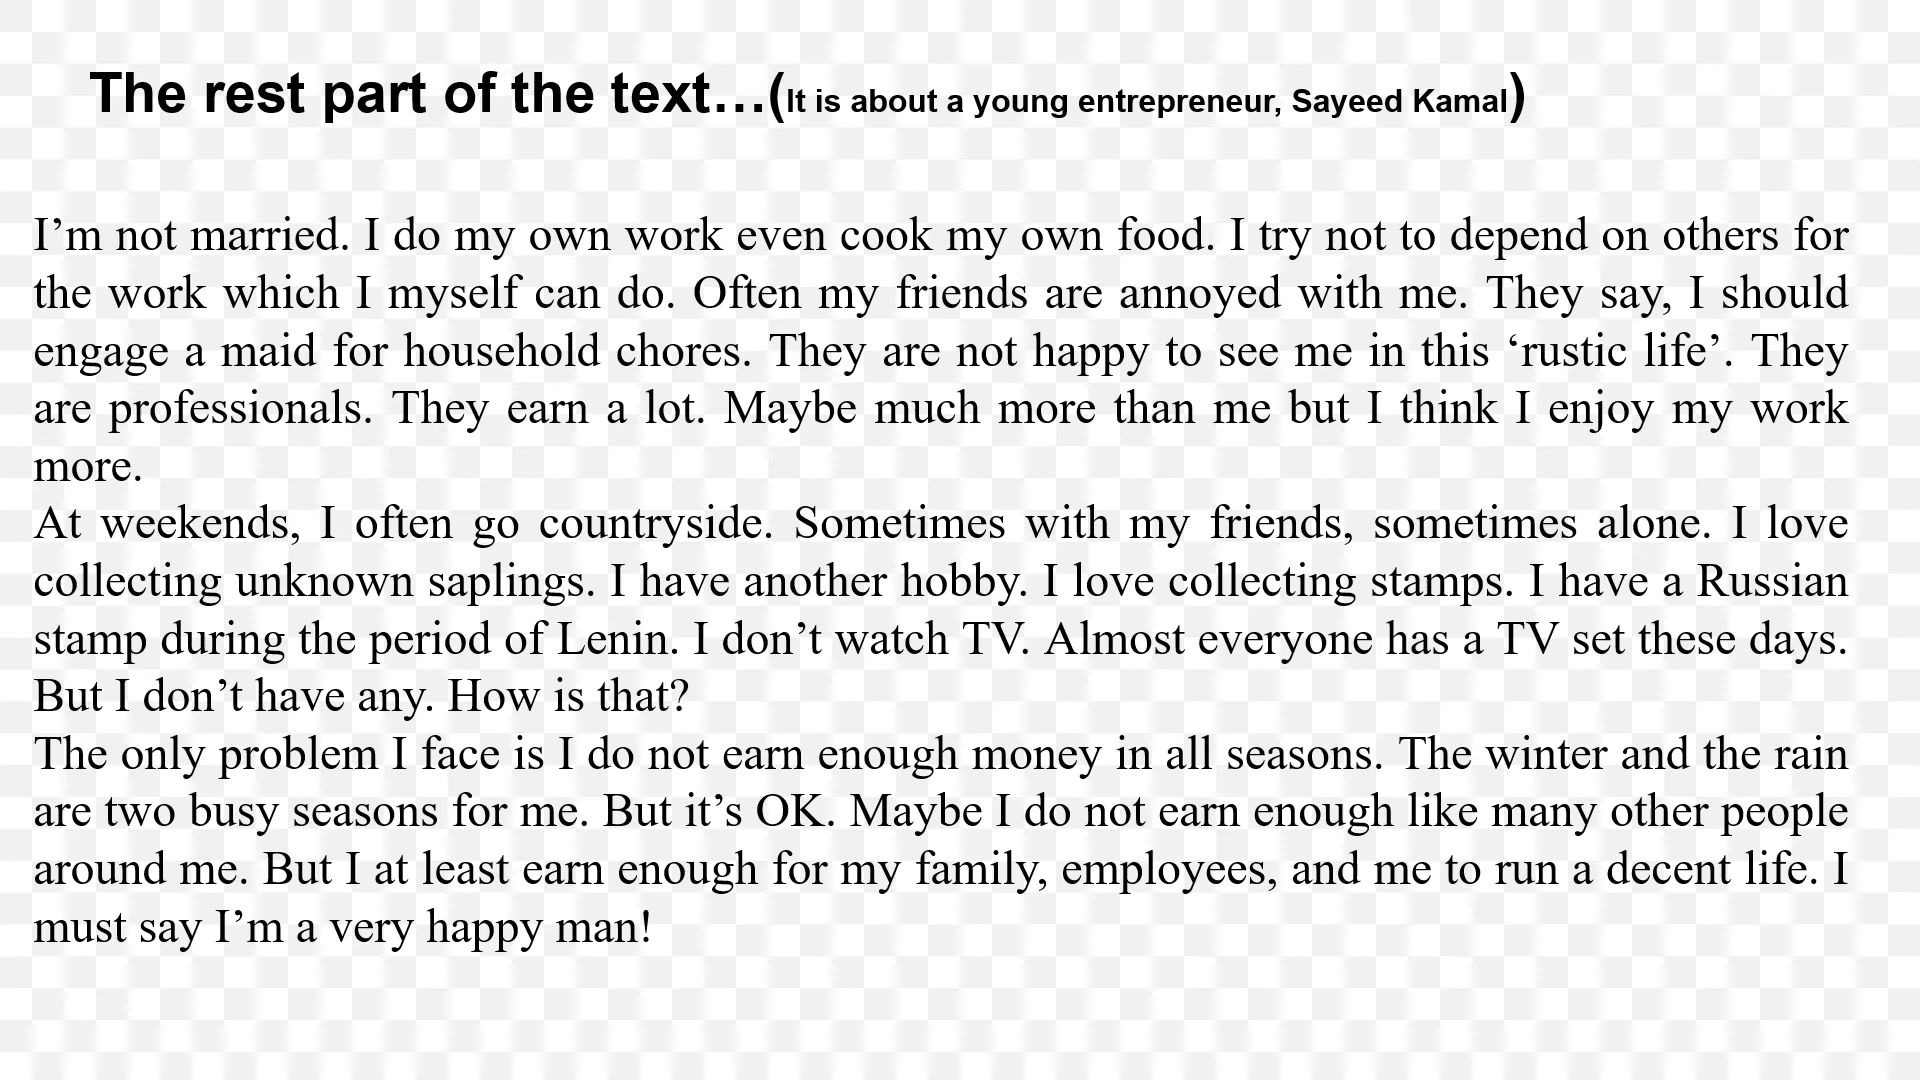 The rest part of the text…(It is about a young entrepreneur, Sayeed Kamal)
I’m not married. I do my own work even cook my own food. I try not to depend on others for
the work which I myself can do. Often my friends are annoyed with me. They say, I should
engage a maid for household chores. They are not happy to see me in this ‘rustic life’. They
are professionals. They earn a lot. Maybe much more than me but I think I enjoy my work
more.
At weekends, I often go countryside. Sometimes with my friends, sometimes alone. I love
collecting unknown saplings. I have another hobby. I love collecting stamps. I have a Russian
stamp during the period of Lenin. I don’t watch TV. Almost everyone has a TV set these days.
But I don’t have any. How is that?
The only problem I face is I do not earn enough money in all seasons. The winter and the rain
are two busy seasons for me. But it’s OK. Maybe I do not earn enough like many other people
around me. But I at least earn enough for my family, employees, and me to run a decent life. I
must say I’m a very happy man!